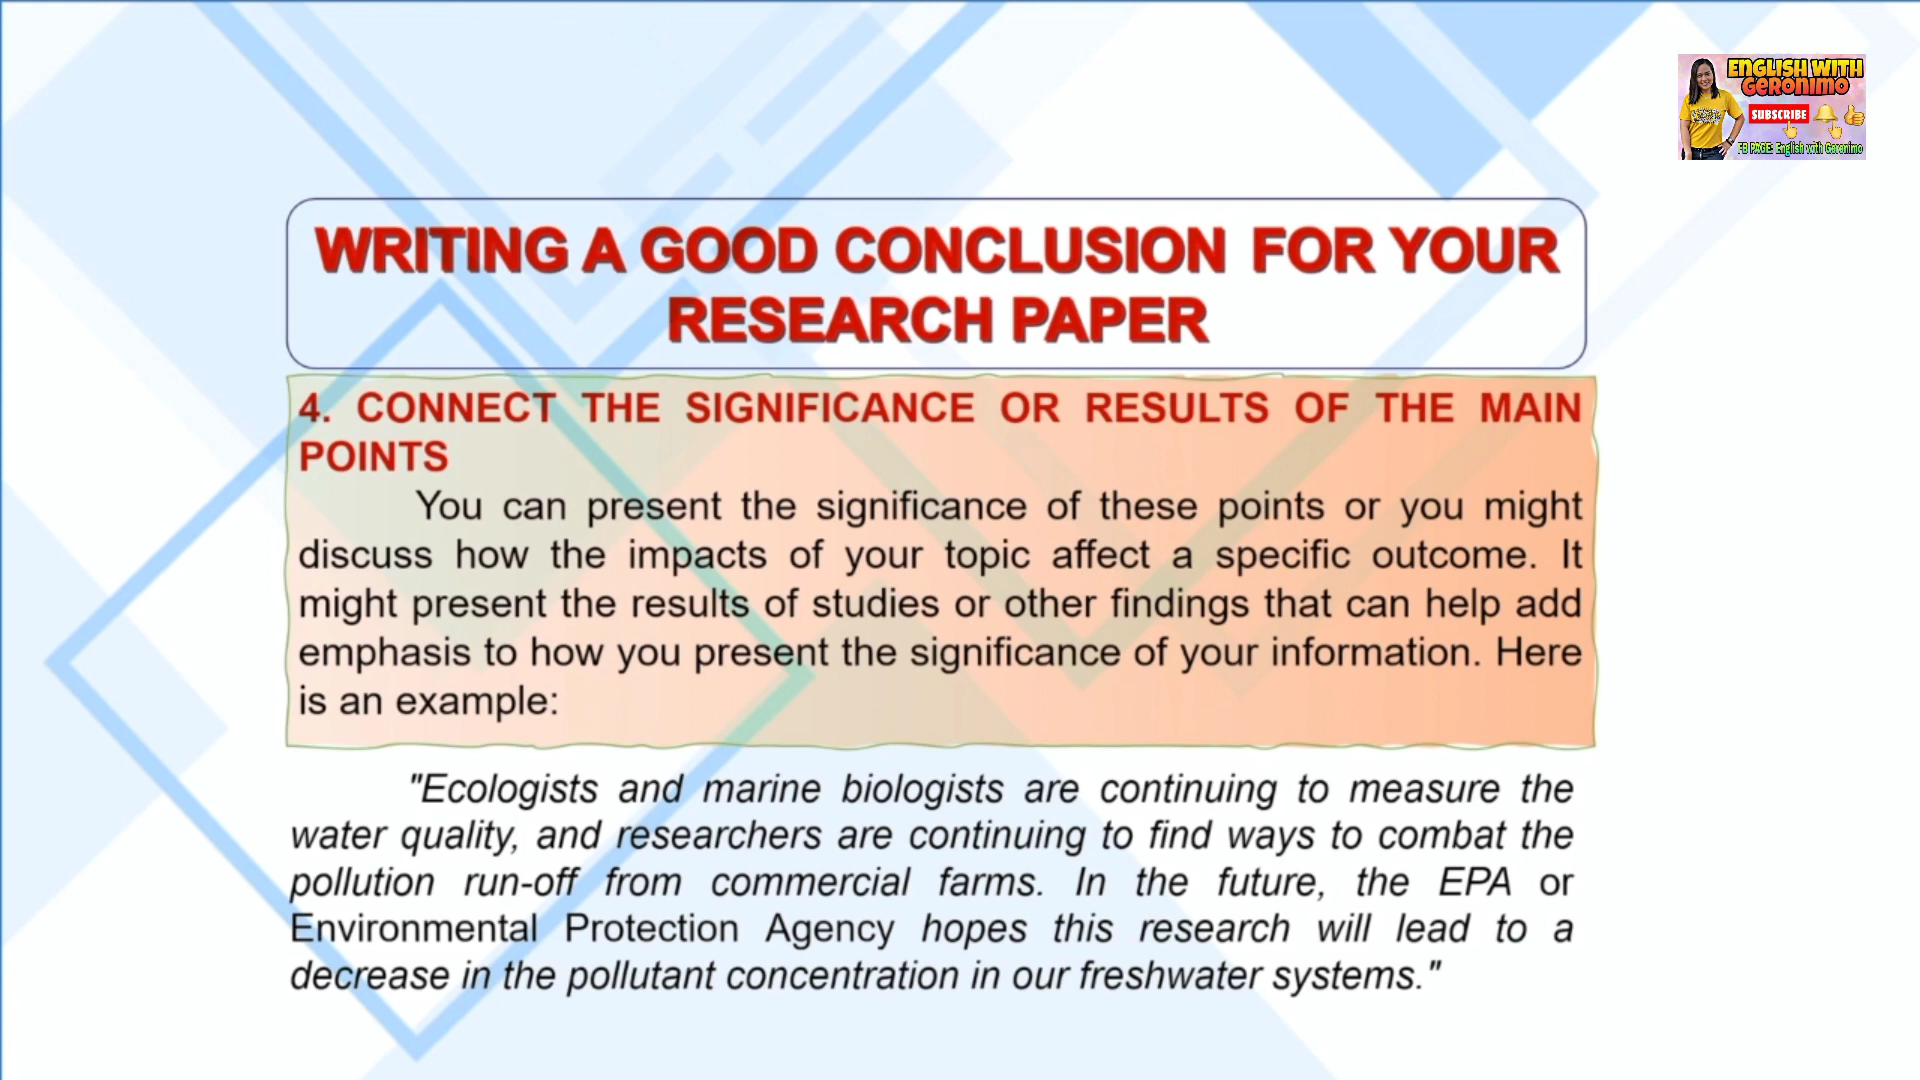 ENGLISH WITH
GERONIMO
SUBSCRIBE
FB PAGE: English with Geronimo
WRITING A GOOD CONCLUSION FOR YOUR
RESEARCH PAPER
4. CONNECT THE SIGNIFICANCE OR RESULTS OF THE MAIN
POINTS
You can present the significance of these points or you might
discuss how the impacts of your topic affect a specific outcome. It
might present the results of studies or other findings that can help add
emphasis to how you present the significance of your information. Here
is an example:
"Ecologists and marine biologists are continuing to measure the
water quality, and researchers are continuing to find ways to combat the
pollution run-off from commercial farms. In the future, the EPA or
Environmental Protection Agency hopes this research will lead to a
decrease in the pollutant concentration in our freshwater systems."